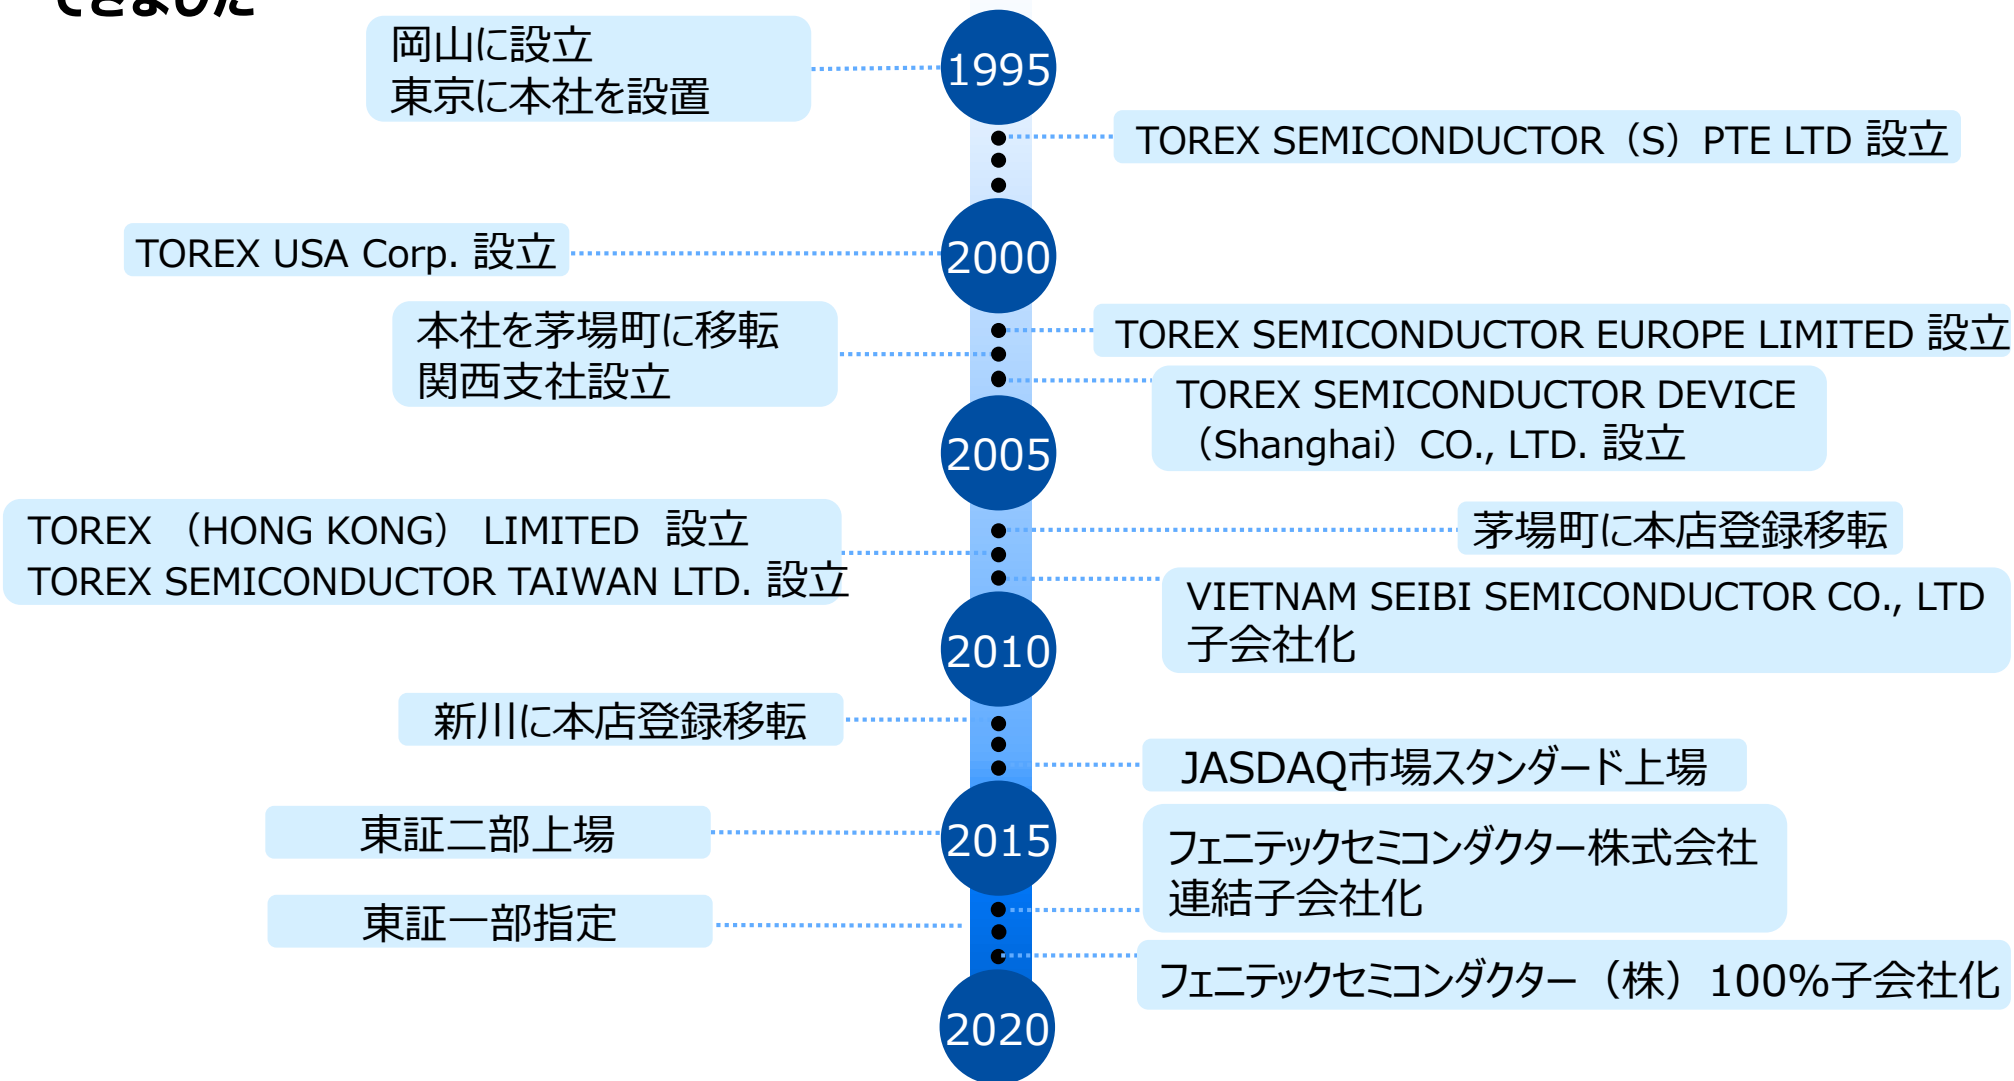 できました
岡山に設立
東京に本社を設置
1995
TOREX SEMICONDUCTOR（S）PTE LTD 設立
TOREX USA Corp. 設立
2000
本社を茅場町に移転
関西支社設立
TOREX SEMICONDUCTOR EUROPE LIMITED 設立
TOREX SEMICONDUCTOR DEVICE
（Shanghai）CO., LTD. 設立
2005
TOREX （HONG KONG） LIMITED 設立
TOREX SEMICONDUCTOR TAIWAN LTD. 設立
茅場町に本店登録移転
VIETNAM SEIBI SEMICONDUCTOR CO., LTD
子会社化
2010
新川に本店登録移転
JASDAQ市場スタンダード上場
東証二部上場
2015
フェニテックセミコンダクター株式会社
連結子会社化
東証一部指定
フェニテックセミコンダクター（株）100%子会社化
2020